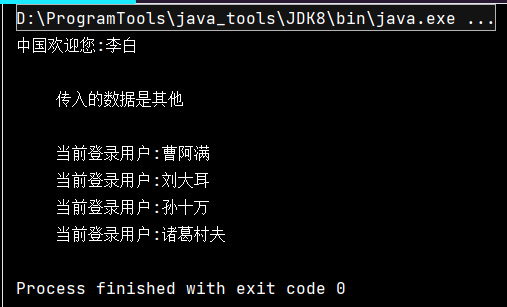 D:\ProgramTools\java_tools\JDK8\bin\java.exe ...
中国欢迎您:李白
传入的数据是其他
当前登录用户:曹阿满
当前登录用户:刘大耳
当前登录用户:孙十万
当前登录用户:诸葛村夫
Process finished with exit code 0